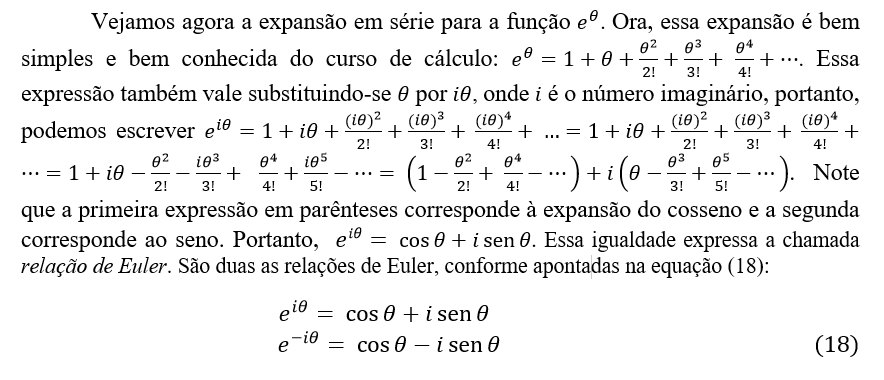 Vejamos agora a expansão em série para a função e^θ. Ora, essa expansão é bem
simples e bem conhecida do curso de cálculo: e^θ = 1 + θ + θ²/2! + θ³/3! + θ⁴/4! + ⋯. Essa
expressão também vale substituindo-se θ por iθ, onde i é o número imaginário, portanto,
podemos escrever e^{iθ} = 1 + iθ + (iθ)²/2! + (iθ)³/3! + (iθ)⁴/4! + … = 1 + iθ + (iθ)²/2! + (iθ)³/3! + (iθ)⁴/4! +
⋯ = 1 + iθ − θ²/2! − iθ³/3! + θ⁴/4! + iθ⁵/5! − ⋯ = (1 − θ²/2! + θ⁴/4! − ⋯) + i(θ − θ³/3! + θ⁵/5! − ⋯). Note
que a primeira expressão em parênteses corresponde à expansão do cosseno e a segunda
corresponde ao seno. Portanto, e^{iθ} = cos θ + i sen θ. Essa igualdade expressa a chamada
relação de Euler. São duas as relações de Euler, conforme apontadas na equação (18):
e^{iθ} = cos θ + i sen θ
e^{−iθ} = cos θ − i sen θ (18)